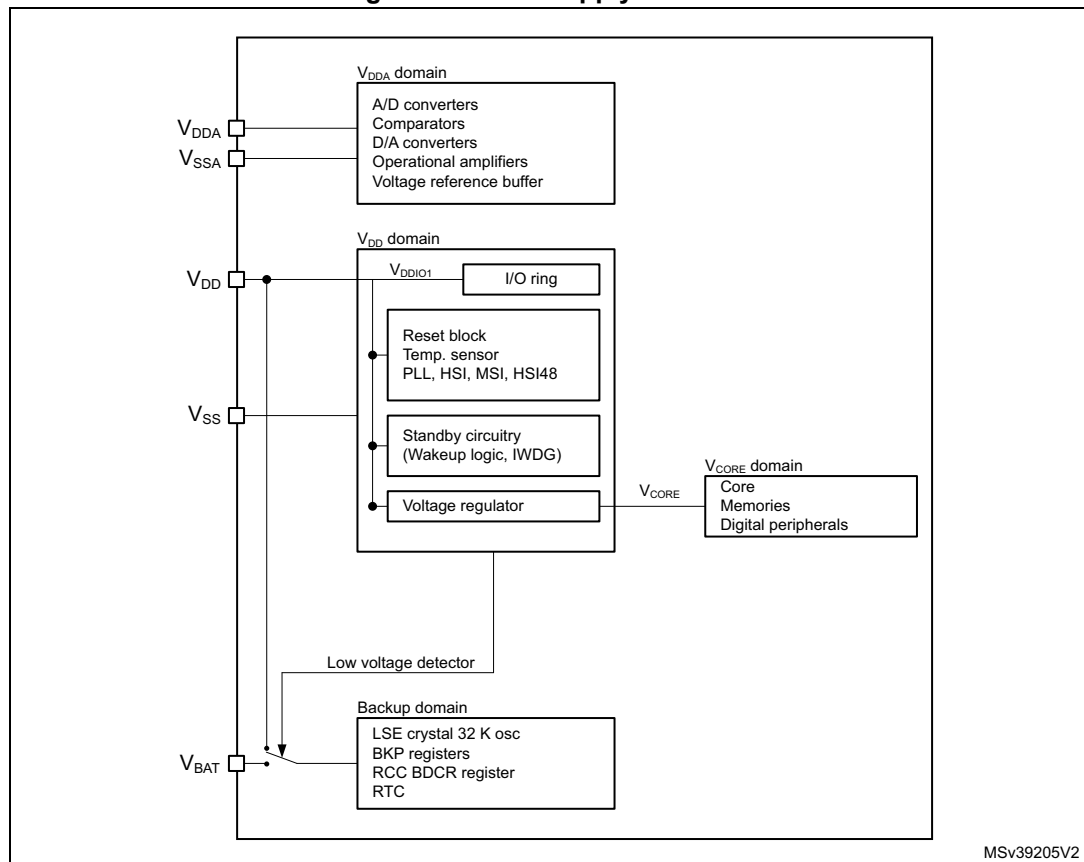 V_DDA domain
A/D converters
Comparators
D/A converters
Operational amplifiers
Voltage reference buffer
V_DDA
V_SSA
V_DD domain
V_DD
V_DDIO1
I/O ring
Reset block
Temp. sensor
PLL, HSI, MSI, HSI48
V_SS
Standby circuitry
(Wakeup logic, IWDG)
Voltage regulator
V_CORE
V_CORE domain
Core
Memories
Digital peripherals
Low voltage detector
Backup domain
LSE crystal 32 K osc
BKP registers
RCC BDCR register
RTC
V_BAT
MSv39205V2